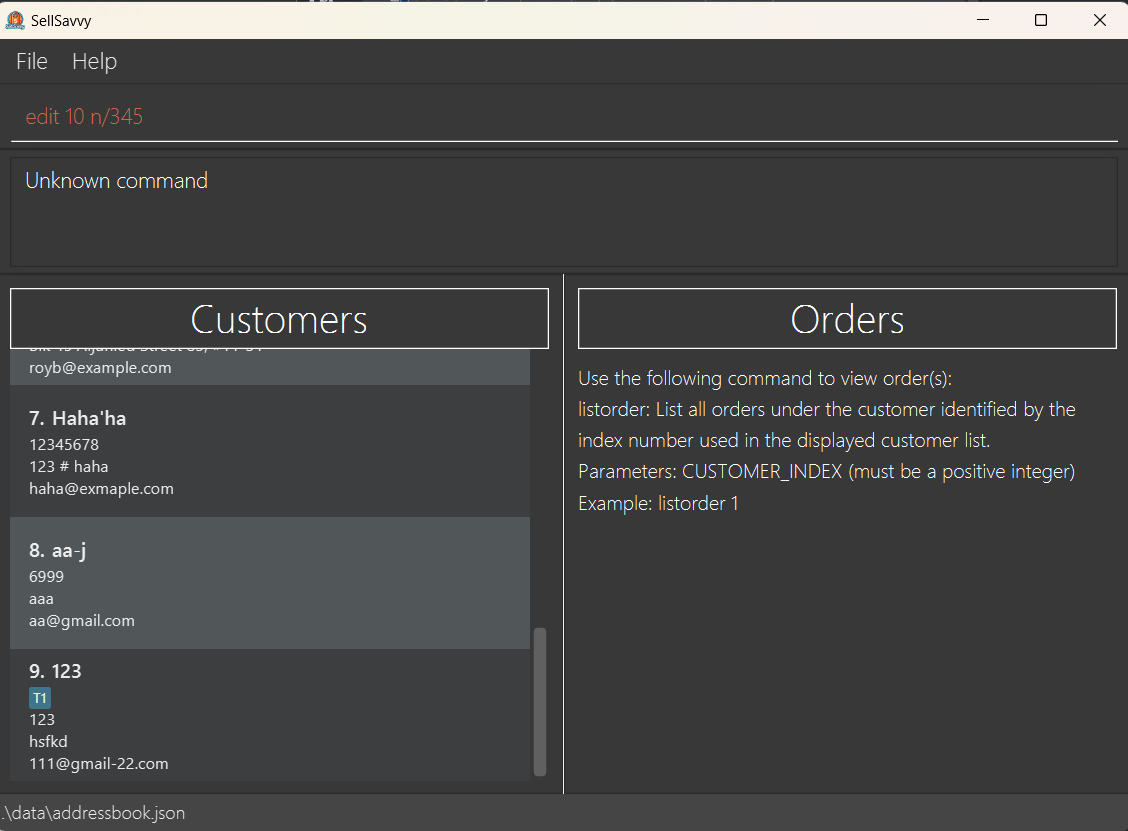 SellSavvy
File Help
edit 10 n/345
Unknown command
Customers
royb@example.com
7. Haha'ha
12345678
123 # haha
haha@exmaple.com
8. aa-j
6999
aaa
aa@gmail.com
9. 123
T1
123
hsfkd
111@gmail-22.com
Orders
Use the following command to view order(s):
listorder: List all orders under the customer identified by the
index number used in the displayed customer list.
Parameters: CUSTOMER_INDEX (must be a positive integer)
Example: listorder 1
.\data\addressbook.json